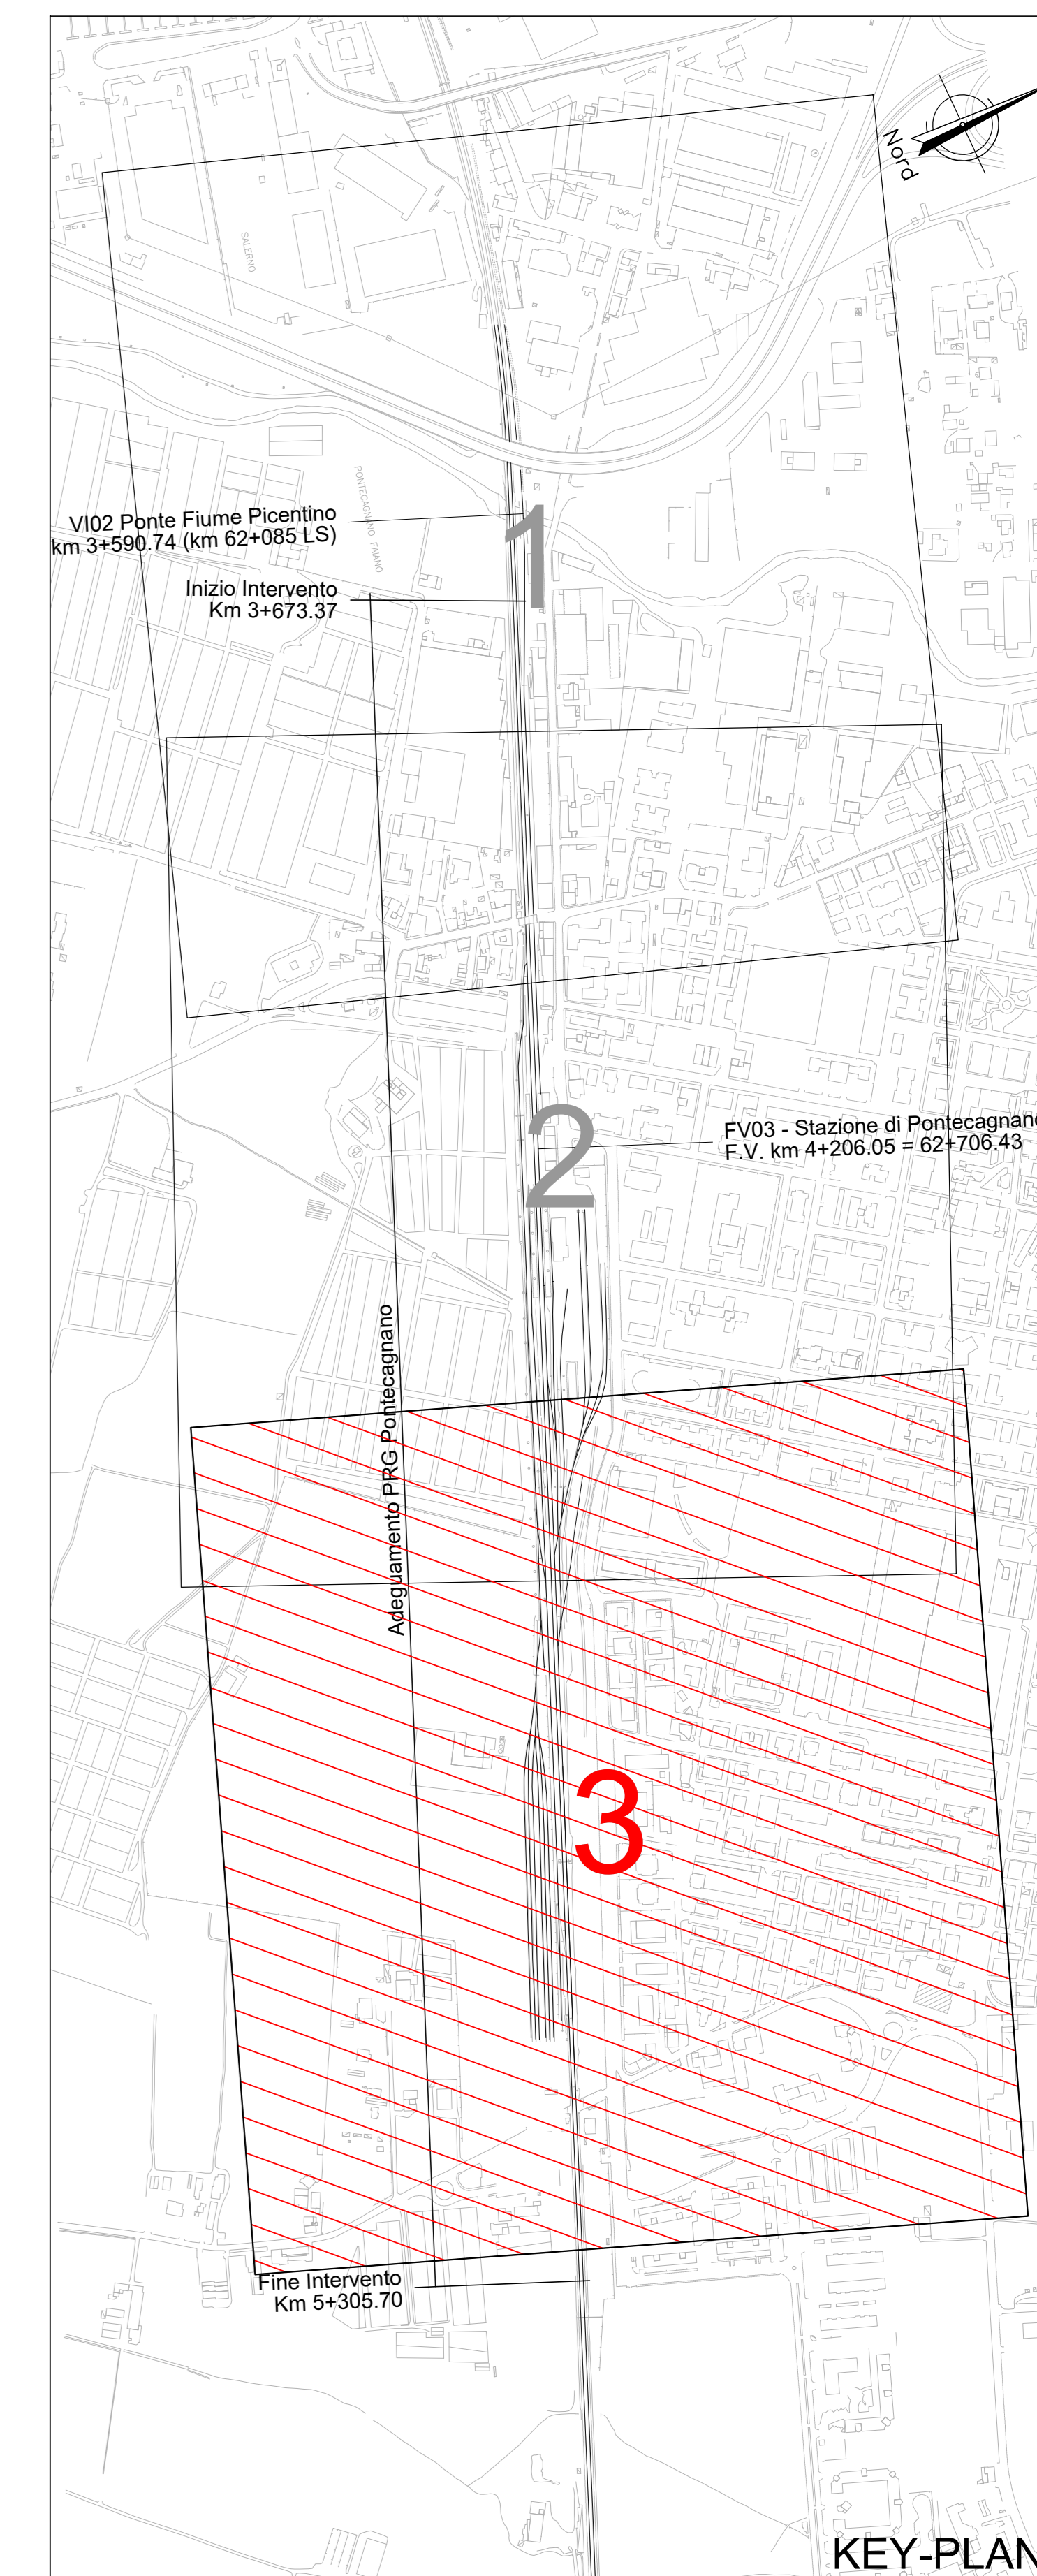 Nord
SALERNO
PONTECAGNANO FAIANO
VI02 Ponte Fiume Picentino
km 3+590.74 (km 62+085 LS)
1
Inizio Intervento
Km 3+673.37
2
FV03 - Stazione di Pontecagnano
F.V. km 4+206.05 = 62+706.43
Adeguamento PRG Pontecagnano
3
Fine Intervento
Km 5+305.70
KEY-PLAN